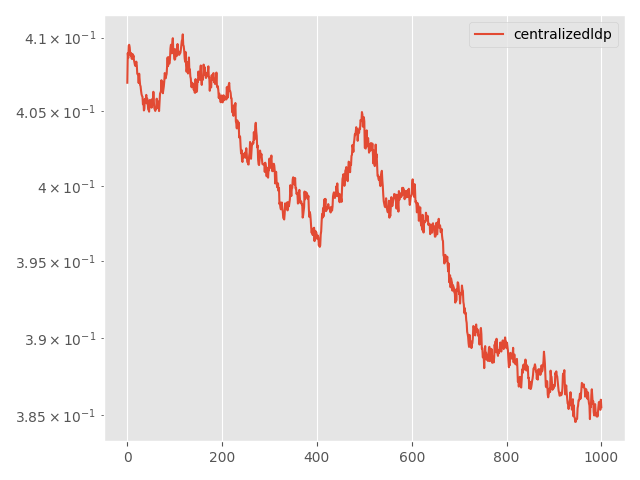 centralizedldp
4.1 × 10⁻¹
4.05 × 10⁻¹
4 × 10⁻¹
3.95 × 10⁻¹
3.9 × 10⁻¹
3.85 × 10⁻¹
0 200 400 600 800 1000